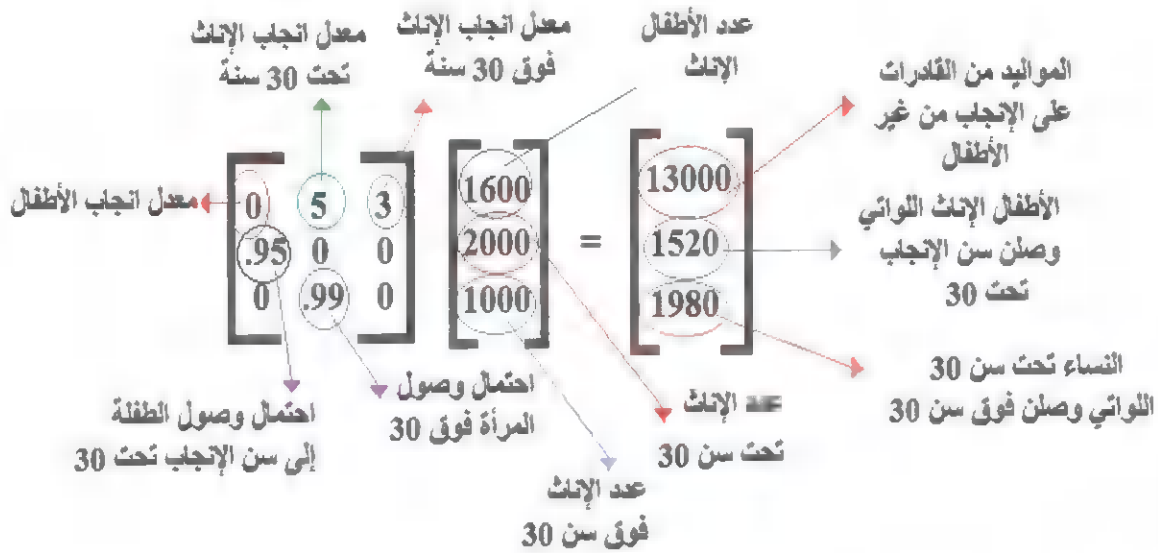 معدل انجاب الإناث
تحت 30 سنة
معدل انجاب الإناث
فوق 30 سنة
عدد الأطفال
الإناث
المواليد من القادرات
على الإنجاب من غير
الأطفال
معدل انجاب الأطفال
0 5 3
.95 0 0
0 .99 0
1600
2000
1000
=
13000
1520
1980
الأطفال الإناث اللواتي
وصلن سن الإنجاب
تحت 30
النساء تحت سن 30
اللواتي وصلن فوق سن 30
احتمال وصول الطفلة
إلى سن الإنجاب تحت 30
احتمال وصول
المرأة فوق 30
عدد الإناث
تحت سن 30
عدد الإناث
فوق سن 30